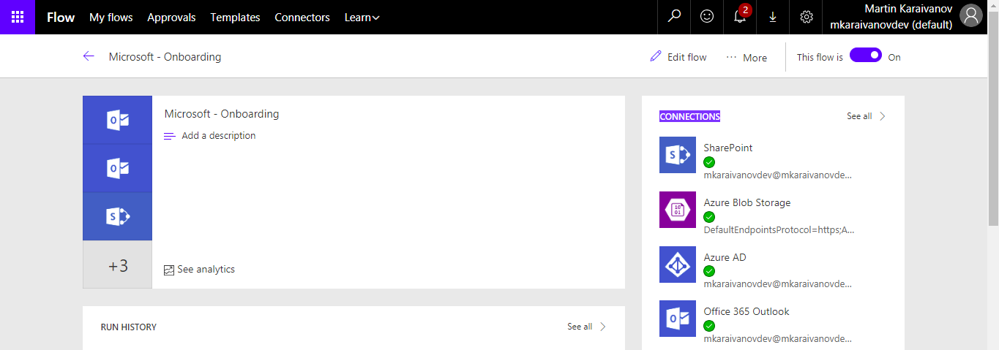 Flow My flows Approvals Templates Connectors Learn
2
Martin Karaivanov
mkaraivanovdev (default)
Microsoft - Onboarding
Edit flow
··· More
This flow is On
Microsoft - Onboarding
Add a description
+3
See analytics
RUN HISTORY
See all
CONNECTIONS
See all
SharePoint
mkaraivanovdev@mkaraivanovde...
Azure Blob Storage
DefaultEndpointsProtocol=https;A...
Azure AD
mkaraivanovdev@mkaraivanovde...
Office 365 Outlook
mkaraivanovdev@mkaraivanovde...